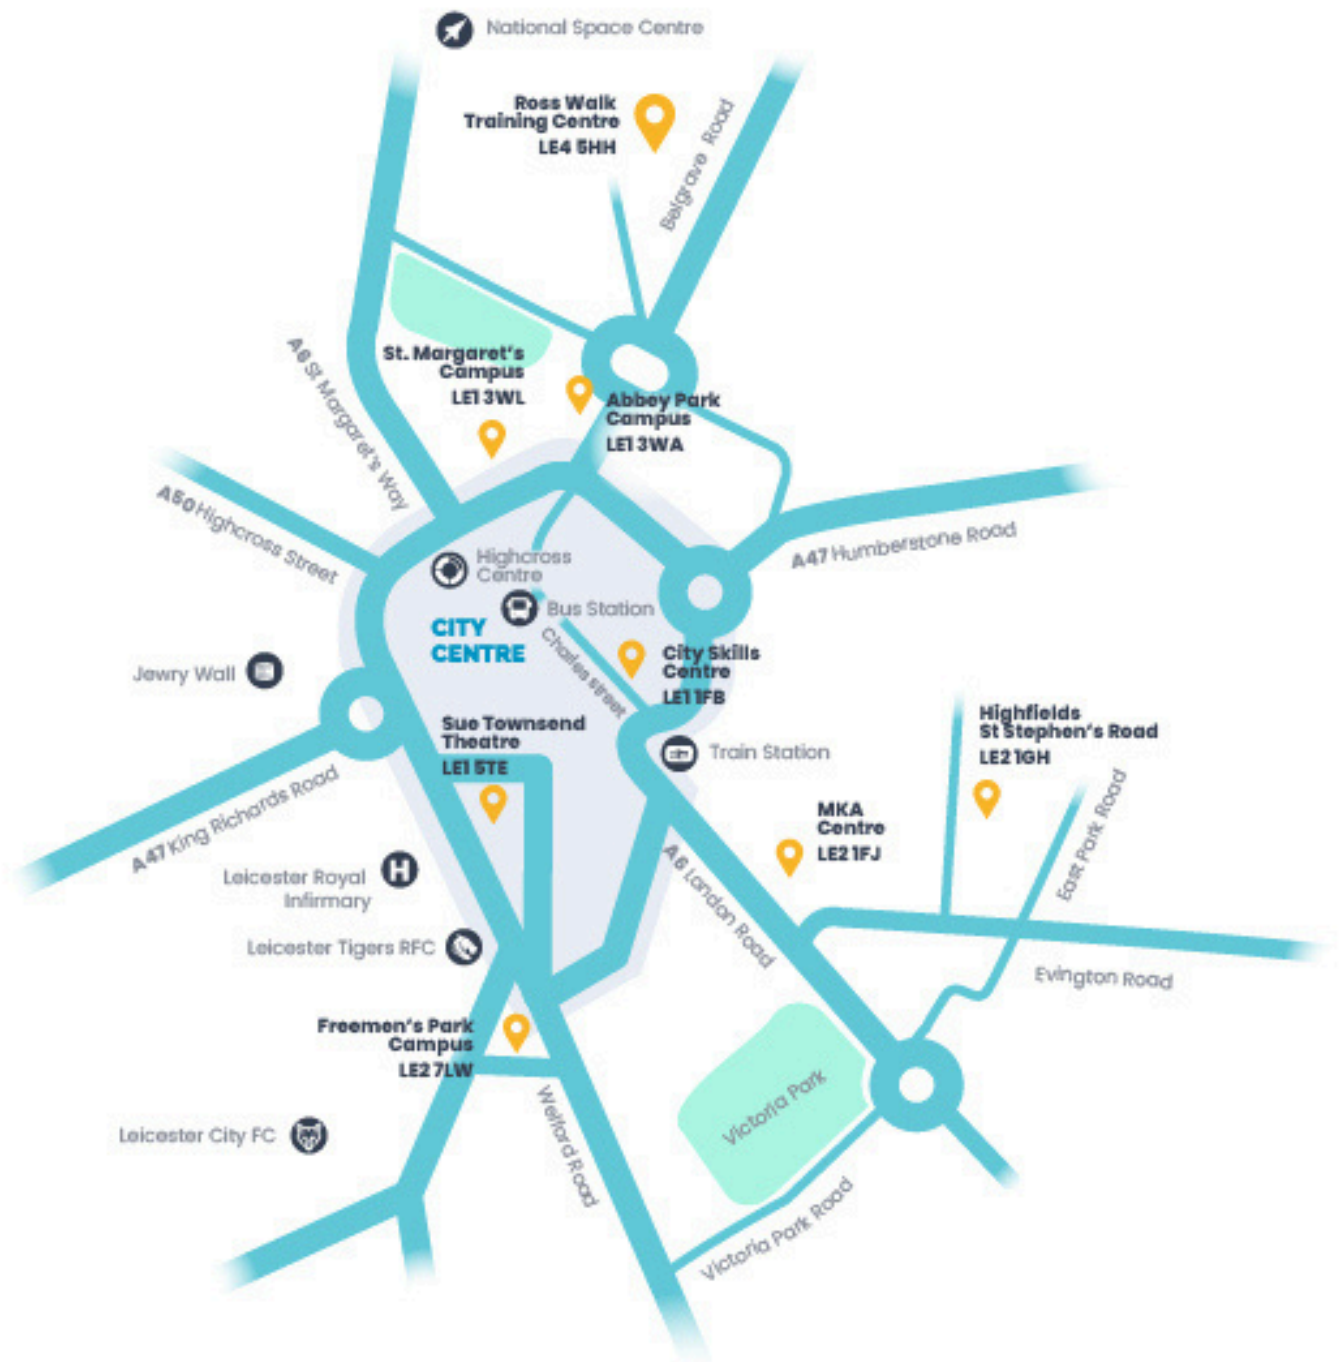 National Space Centre
Ross Walk
Training Centre
LE4 5HH
Belgrave Road
St. Margaret's
Campus
LE1 3WL
A6 St Margaret's Way
Abbey Park
Campus
LE1 3WA
A50 Highcross Street
A47 Humberstone Road
Highcross
Centre
Bus Station
CITY
CENTRE
Charles street
City Skills
Centre
LE1 1FB
Jewry Wall
Sue Townsend
Theatre
LE1 5TE
Train Station
Highfields
St Stephen's Road
LE2 1GH
A47 King Richards Road
MKA
Centre
LE2 1FJ
East Park Road
Leicester Royal
Infirmary
A6 London Road
Leicester Tigers RFC
Evington Road
Freemen's Park
Campus
LE2 7LW
Welford Road
Victoria Park
Leicester City FC
Victoria Park Road
H